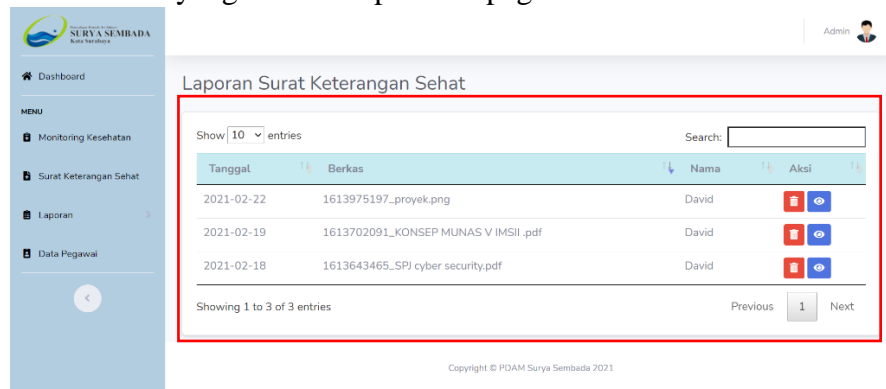 SURYA SEMBADA
Kota Surabaya
Admin
Dashboard
Laporan Surat Keterangan Sehat
MENU
Monitoring Kesehatan
Surat Keterangan Sehat
Laporan
Data Pegawai
Show 10 entries
Search:
Tanggal Berkas Nama Aksi
2021-02-22 1613975197_proyek.png David
2021-02-19 1613702091_KONSEP MUNAS V IMSII .pdf David
2021-02-18 1613643465_SPJ cyber security.pdf David
Showing 1 to 3 of 3 entries
Previous 1 Next
Copyright © PDAM Surya Sembada 2021